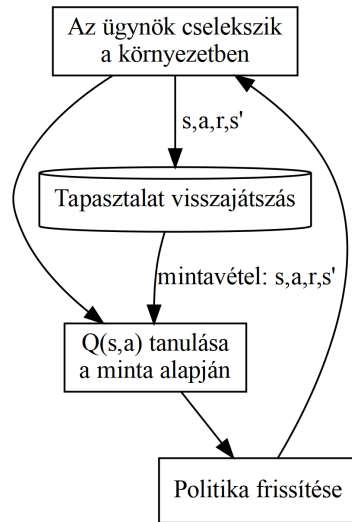 Az ügynök cselekszik
a környezetben
s,a,r,s'
Tapasztalat visszajátszás
mintavétel: s,a,r,s'
Q(s,a) tanulása
a minta alapján
Politika frissítése